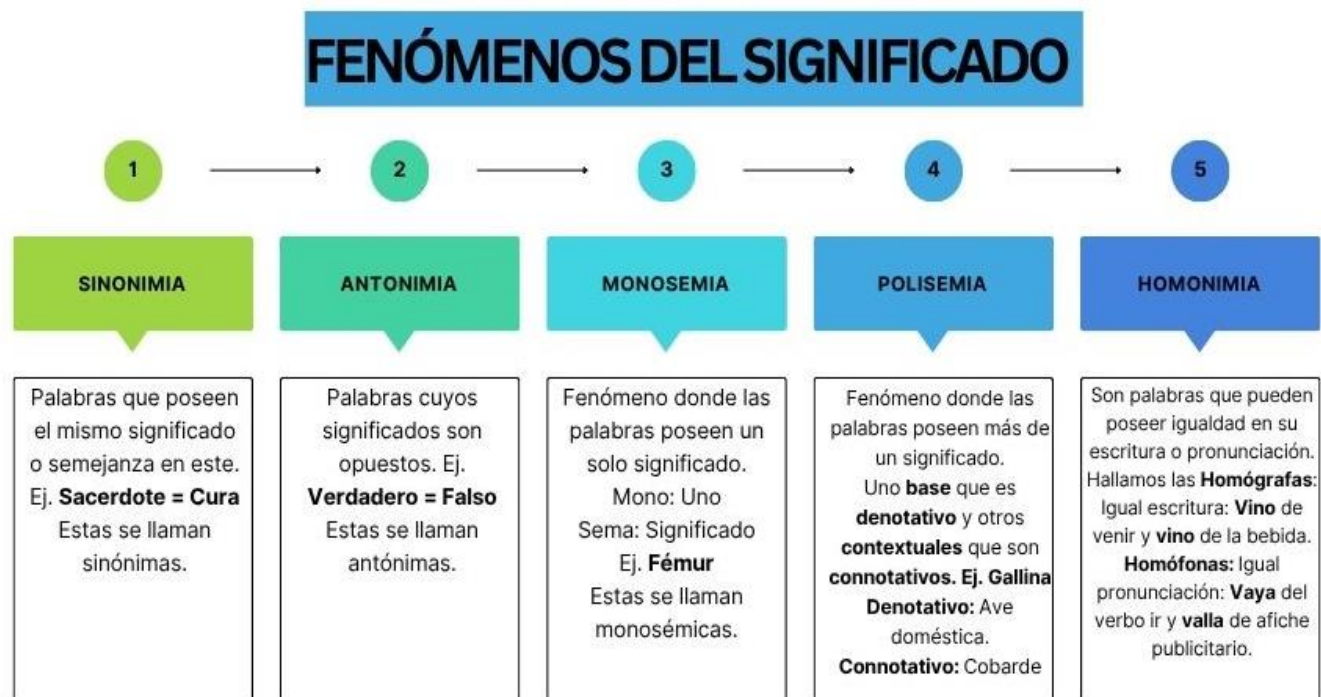 FENÓMENOS DEL SIGNIFICADO
1
2
3
4
5
SINONIMIA
ANTONIMIA
MONOSEMIA
POLISEMIA
HOMONIMIA
Palabras que poseen
el mismo significado
o semejanza en este.
Ej. Sacerdote = Cura
Estas se llaman
sinónimas.
Palabras cuyos
significados son
opuestos. Ej.
Verdadero = Falso
Estas se llaman
antónimas.
Fenómeno donde las
palabras poseen un
solo significado.
Mono: Uno
Sema: Significado
Ej. Fémur
Estas se llaman
monosémicas.
Fenómeno donde las
palabras poseen más de
un significado.
Uno base que es
denotativo y otros
contextuales que son
connotativos. Ej. Gallina
Denotativo: Ave
doméstica.
Connotativo: Cobarde
Son palabras que pueden
poseer igualdad en su
escritura o pronunciación.
Hallamos las Homógrafas:
Igual escritura: Vino de
venir y vino de la bebida.
Homófonas: Igual
pronunciación: Vaya del
verbo ir y valla de afiche
publicitario.